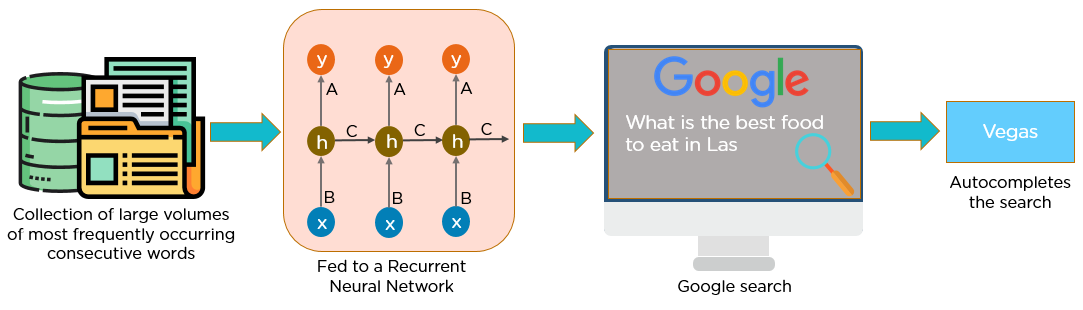 Collection of large volumes
of most frequently occurring
consecutive words
y y y
A A A
h C h C h C
B B B
x x x
Fed to a Recurrent
Neural Network
Google
What is the best food
to eat in Las
Google search
Vegas
Autocompletes
the search